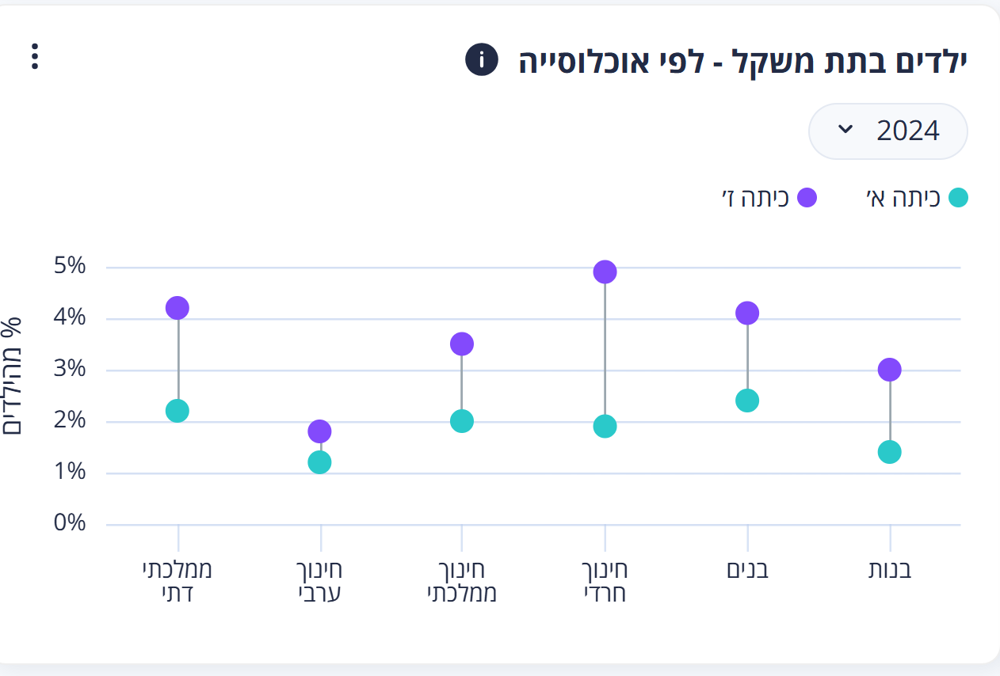 ילדים בתת משקל - לפי אוכלוסייה
2024
כיתה א׳
כיתה ז׳
% מהילדים
5%
4%
3%
2%
1%
0%
בנות
בנים
חינוך
חרדי
חינוך
ממלכתי
חינוך
ערבי
ממלכתי
דתי